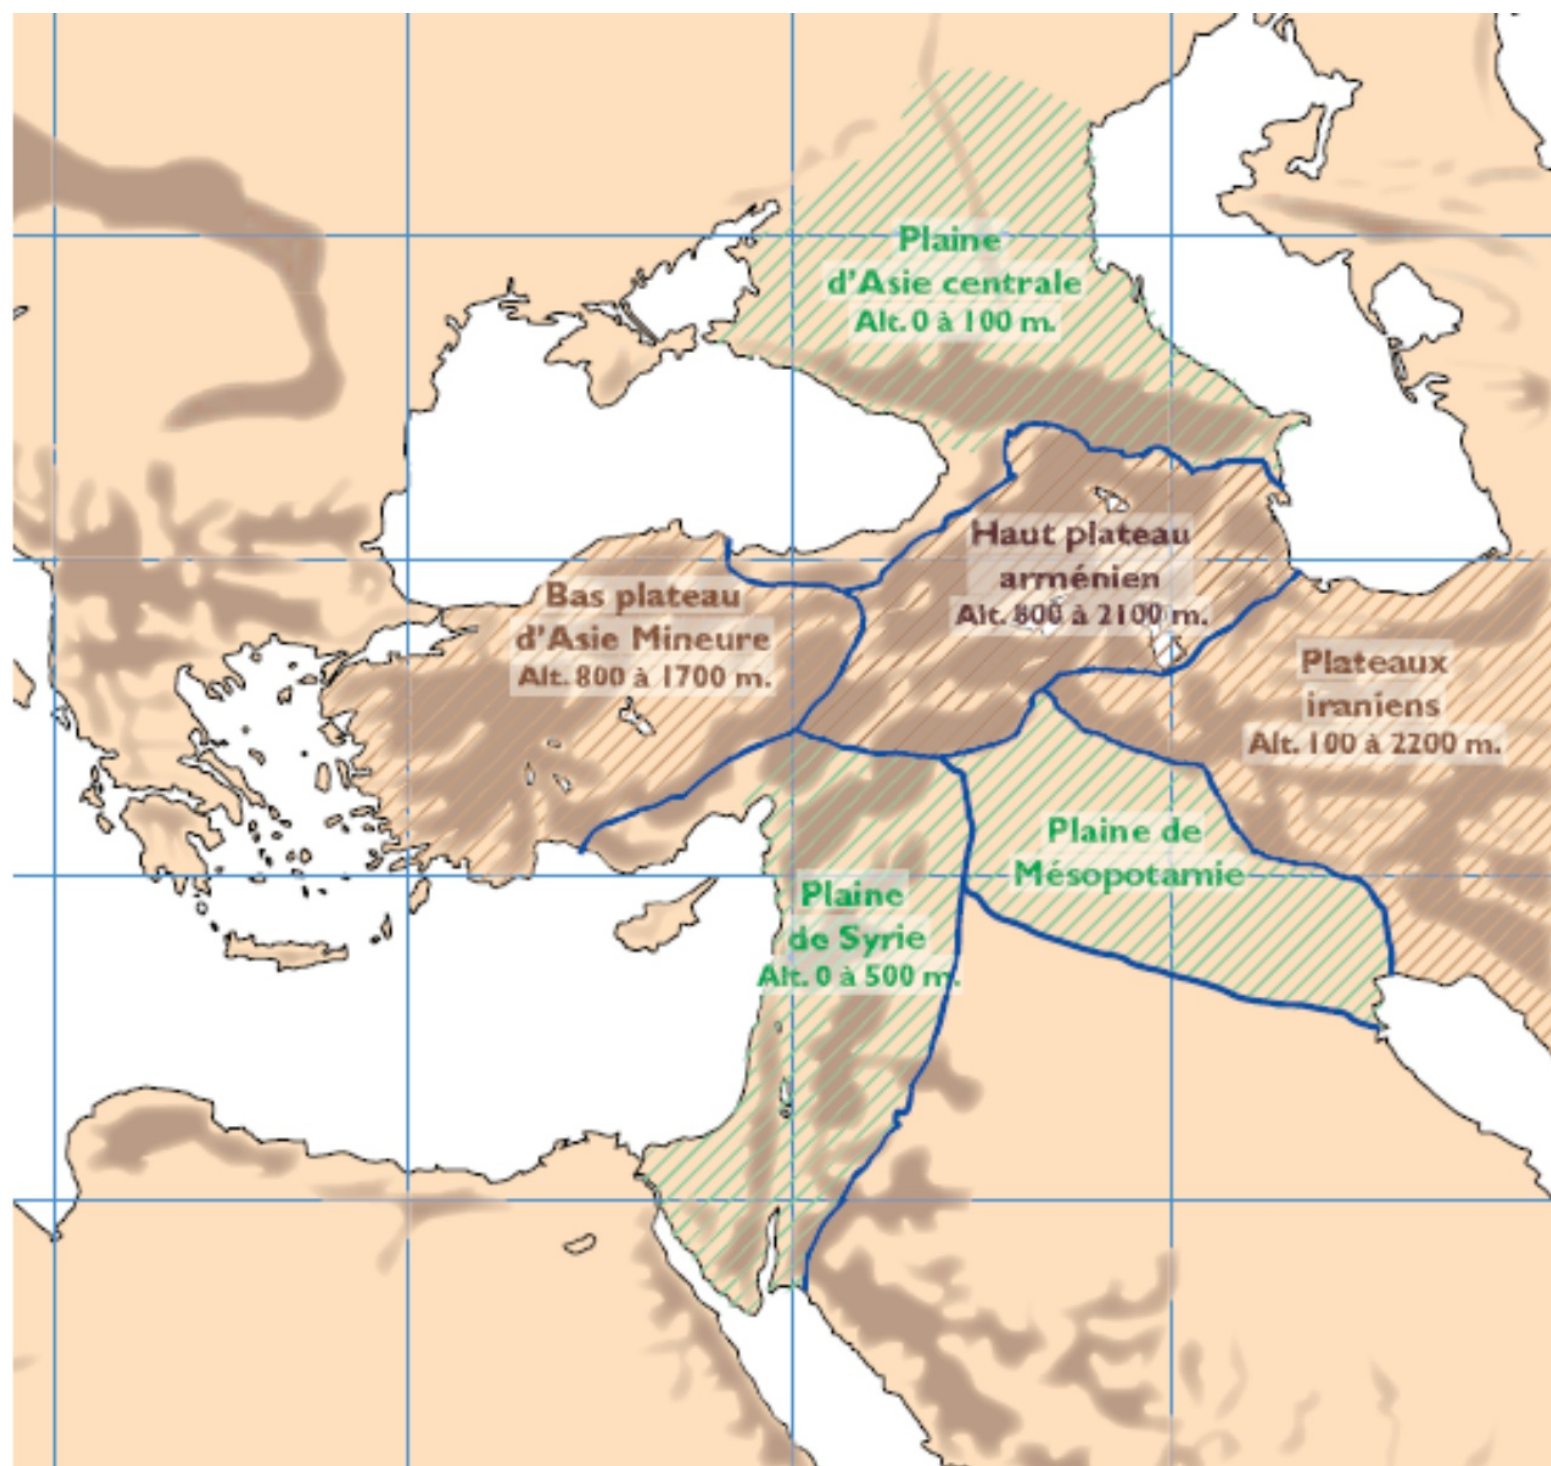 Plaine
d'Asie centrale
Alt. 0 à 100 m.
Haut plateau
arménien
Alt. 800 à 2100 m.
Bas plateau
d'Asie Mineure
Alt. 800 à 1700 m.
Plateaux
iraniens
Alt. 100 à 2200 m.
Plaine de
Mésopotamie
Plaine
de Syrie
Alt. 0 à 500 m.